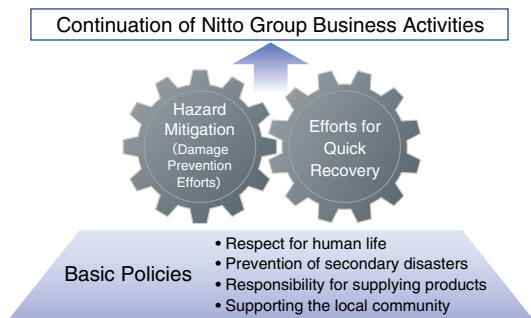 Continuation of Nitto Group Business Activities
Hazard
Mitigation
(Damage
Prevention
Efforts)
Efforts for
Quick
Recovery
Basic Policies
• Respect for human life
• Prevention of secondary disasters
• Responsibility for supplying products
• Supporting the local community